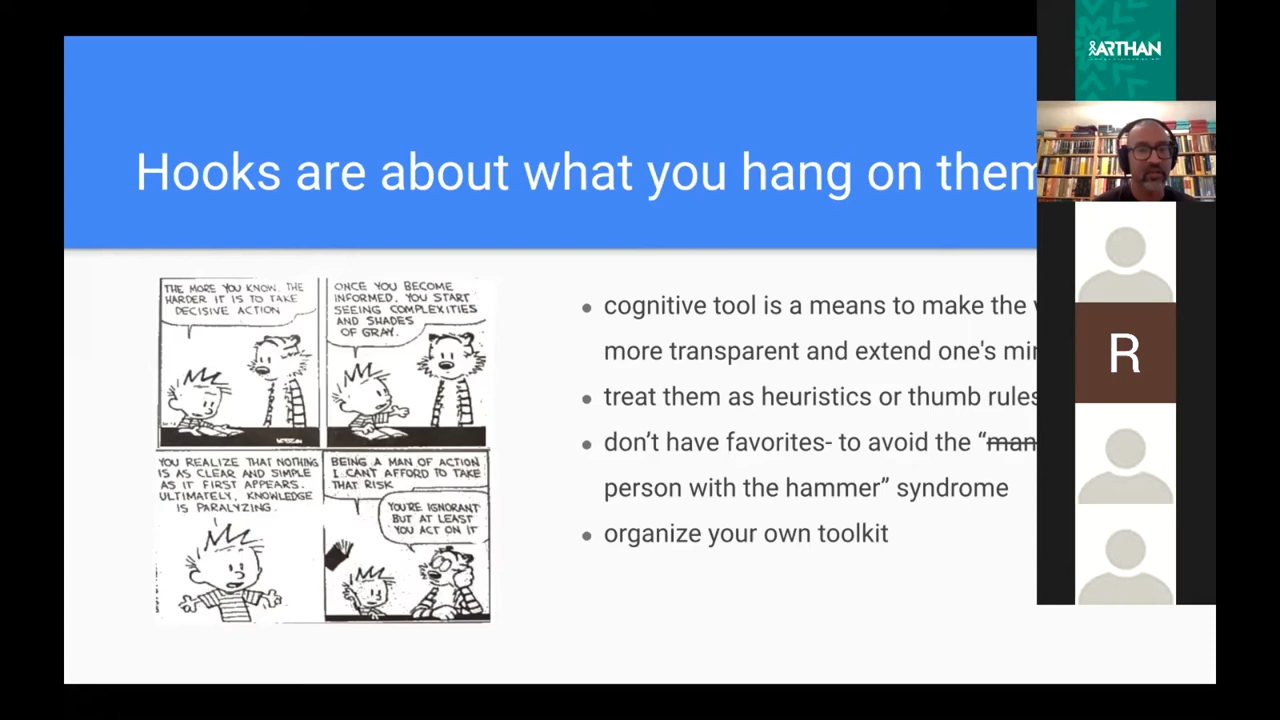 ARTHAN
Hooks are about what you hang on them
THE MORE YOU KNOW, THE
HARDER IT IS TO TAKE
DECISIVE ACTION
ONCE YOU BECOME
INFORMED, YOU START
SEEING COMPLEXITIES
AND SHADES
OF GRAY.
YOU REALIZE THAT NOTHING
IS AS CLEAR AND SIMPLE
AS IT FIRST APPEARS.
ULTIMATELY, KNOWLEDGE
IS PARALYZING.
BEING A MAN OF ACTION
I CAN'T AFFORD TO TAKE
THAT RISK
YOU'RE IGNORANT
BUT AT LEAST
YOU ACT ON IT
cognitive tool is a means to make the
more transparent and extend one's
treat them as heuristics or thumb rules
don't have favorites- to avoid the “man
person with the hammer” syndrome
organize your own toolkit
R